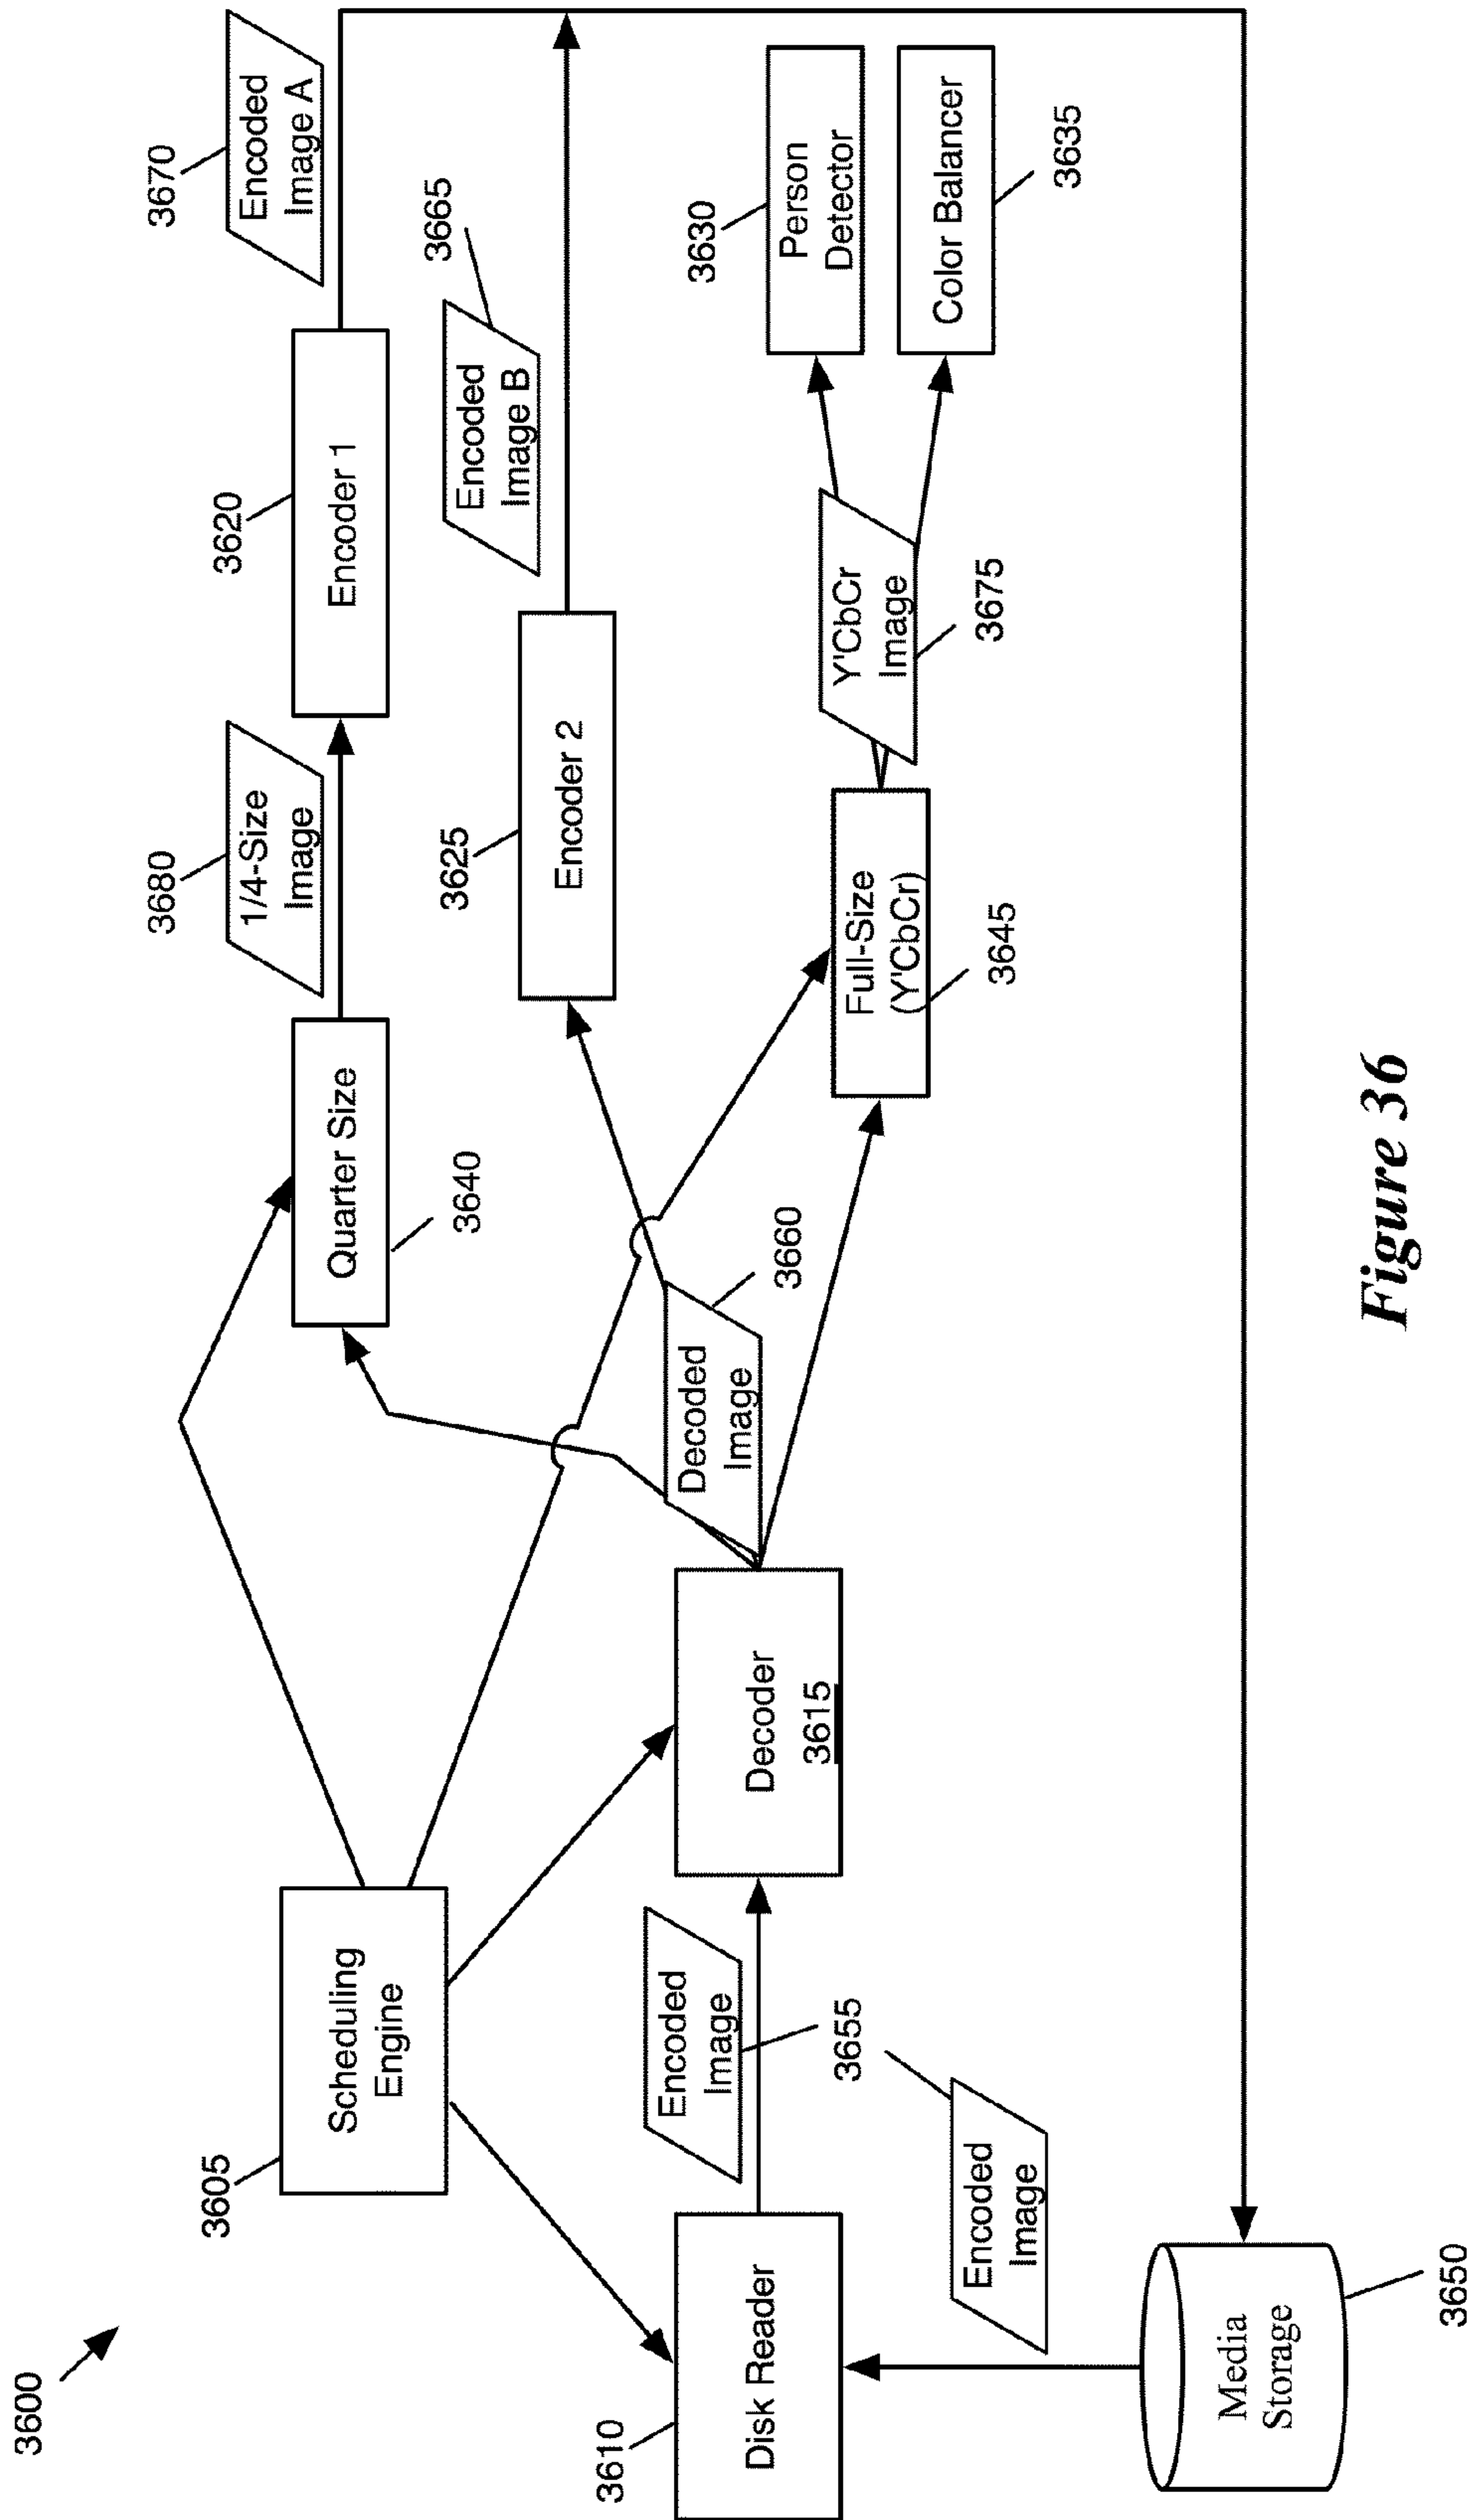 3600
3605
Scheduling
Engine
3610
Disk Reader
Encoded
Image
3655
Encoded
Image
Media
Storage
3650
Decoder
3615
Decoded
Image
3660
Quarter Size
3640
3680
1/4-Size
Image
3620
Encoder 1
3670
Encoded
Image A
3625
Encoder 2
3665
Encoded
Image B
Full-Size
(Y'CbCr)
3645
Y'CbCr
Image
3675
3630
Person
Detector
Color Balancer
3635
Figure 36